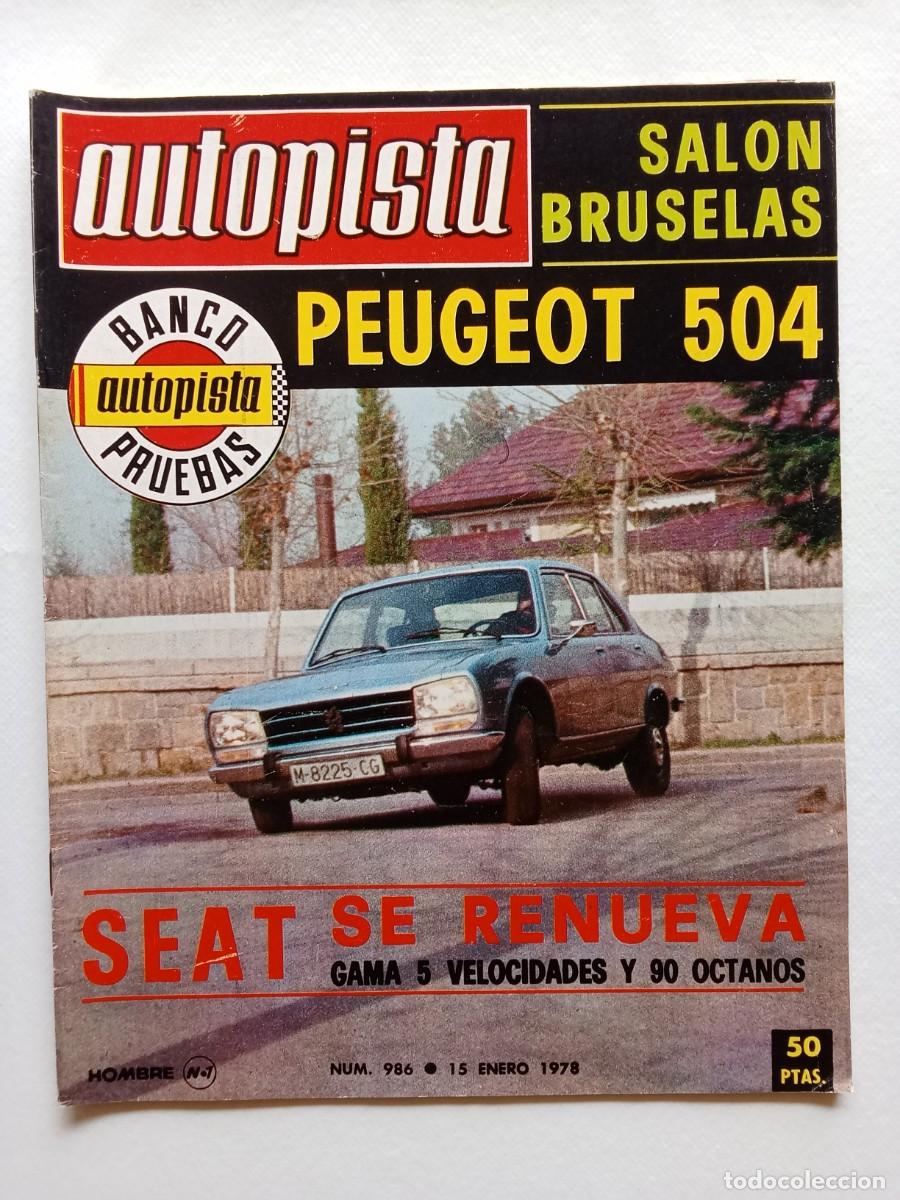 autopista
SALON
BRUSELAS
PEUGEOT 504
BANCO
autopista
PRUEBAS
M-8225-CG
SEAT
SE RENUEVA
GAMA 5 VELOCIDADES Y 90 OCTANOS
HOMBRE N.º 1
NUM. 986 ● 15 ENERO 1978
50
PTAS.
todocoleccion